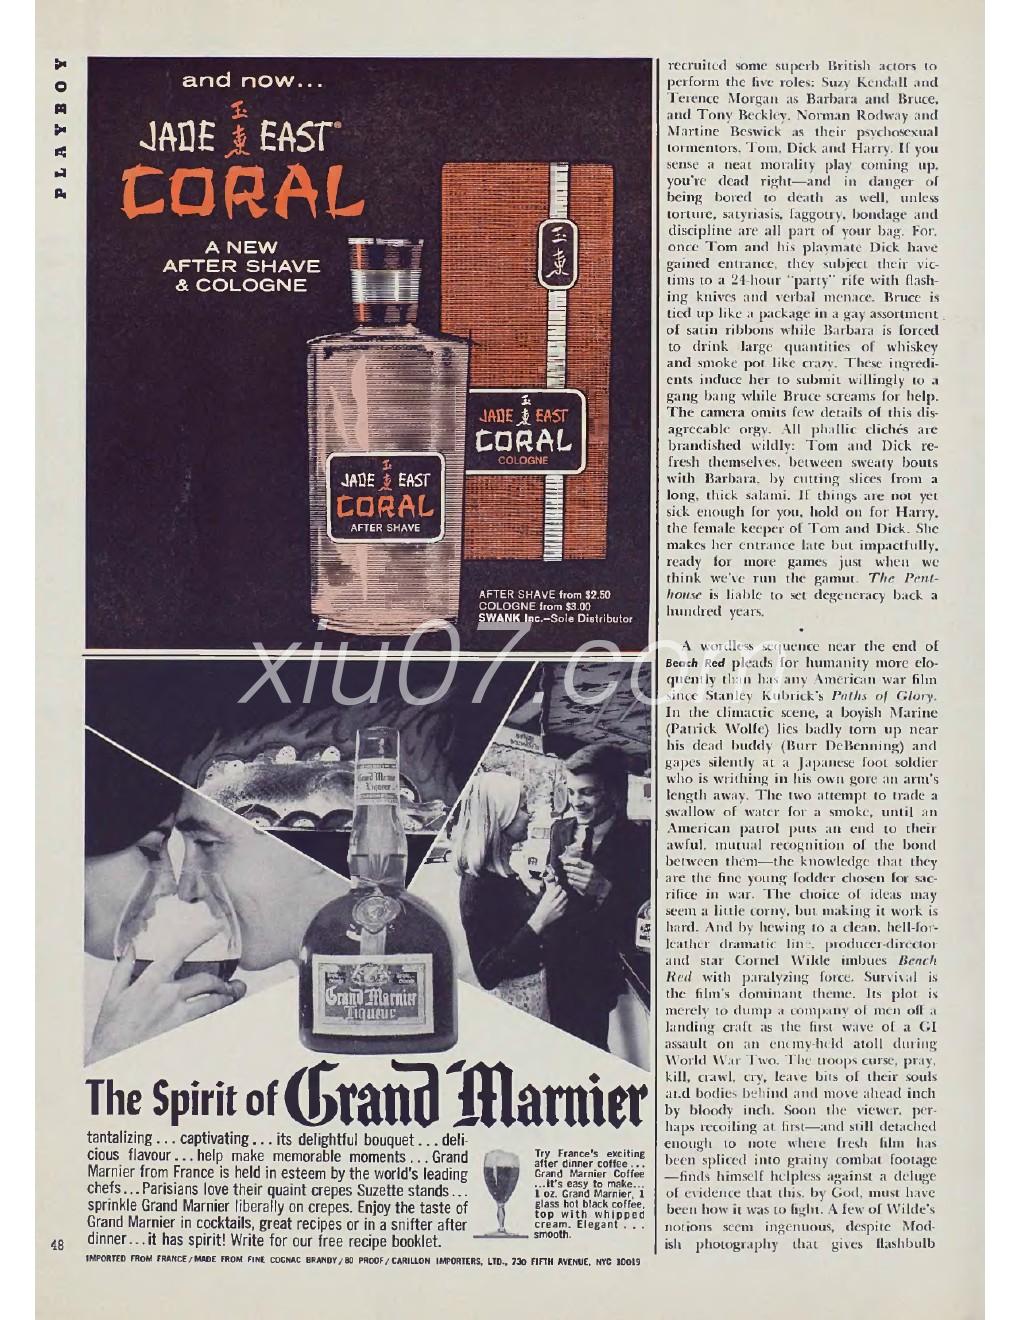 PLAYBOY
and now...
玉
東
JADE EAST®
CORAL
A NEW
AFTER SHAVE
& COLOGNE
玉
東
JADE EAST
CORAL
COLOGNE
JADE EAST
CORAL
AFTER SHAVE
AFTER SHAVE from $2.50
COLOGNE from $3.00
SWANK Inc.—Sole Distributor
Grand Marnier
Liqueur
Grand Marnier
Liqueur
The Spirit of Grand Marnier
tantalizing . . . captivating . . . its delightful bouquet . . . deli-
cious flavour . . . help make memorable moments . . . Grand
Marnier from France is held in esteem by the world's leading
chefs . . . Parisians love their quaint crepes Suzette stands . . .
sprinkle Grand Marnier liberally on crepes. Enjoy the taste of
Grand Marnier in cocktails, great recipes or in a snifter after
dinner . . . it has spirit! Write for our free recipe booklet.
Try France's exciting
after dinner coffee . . .
Grand Marnier Coffee
. . . it's easy to make . . .
1 oz. Grand Marnier, 1
glass hot black coffee,
top with whipped
cream. Elegant . . .
smooth.
48
IMPORTED FROM FRANCE/MADE FROM FINE COGNAC BRANDY/80 PROOF/CARILLON IMPORTERS, LTD., 730 FIFTH AVENUE, NYC 10019
recruited some superb British actors to
perform the five roles: Suzy Kendall and
Terence Morgan as Barbara and Bruce,
and Tony Beckley, Norman Rodway and
Martine Beswick as their psychosexual
tormentors, Tom, Dick and Harry. If you
sense a neat morality play coming up,
you're dead right—and in danger of
being bored to death as well, unless
torture, satyriasis, faggotry, bondage and
discipline are all part of your bag. For,
once Tom and his playmate Dick have
gained entrance, they subject their vic-
tims to a 24-hour "party" rife with flash-
ing knives and verbal menace. Bruce is
tied up like a package in a gay assortment
of satin ribbons while Barbara is forced
to drink large quantities of whiskey
and smoke pot like crazy. These ingredi-
ents induce her to submit willingly to a
gang bang while Bruce screams for help.
The camera omits few details of this dis-
agreeable orgy. All phallic clichés are
brandished wildly: Tom and Dick re-
fresh themselves, between sweaty bouts
with Barbara, by cutting slices from a
long, thick salami. If things are not yet
sick enough for you, hold on for Harry,
the female keeper of Tom and Dick. She
makes her entrance late but impactfully,
ready for more games just when we
think we've run the gamut. The Pent-
house is liable to set degeneracy back a
hundred years.
•
A wordless sequence near the end of
Beach Red pleads for humanity more elo-
quently than has any American war film
since Stanley Kubrick's Paths of Glory.
In the climactic scene, a boyish Marine
(Patrick Wolfe) lies badly torn up near
his dead buddy (Burr DeBenning) and
gapes silently at a Japanese foot soldier
who is writhing in his own gore an arm's
length away. The two attempt to trade a
swallow of water for a smoke, until an
American patrol puts an end to their
awful, mutual recognition of the bond
between them—the knowledge that they
are the fine young fodder chosen for sac-
rifice in war. The choice of ideas may
seem a little corny, but making it work is
hard. And by hewing to a clean, hell-for-
leather dramatic line, producer-director
and star Cornel Wilde imbues Beach
Red with paralyzing force. Survival is
the film's dominant theme. Its plot is
merely to dump a company of men off a
landing craft as the first wave of a GI
assault on an enemy-held atoll during
World War Two. The troops curse, pray,
kill, crawl, cry, leave bits of their souls
and bodies behind and move ahead inch
by bloody inch. Soon the viewer, per-
haps recoiling at first—and still detached
enough to note where fresh film has
been spliced into grainy combat footage
—finds himself helpless against a deluge
of evidence that this, by God, must have
been how it was to fight. A few of Wilde's
notions seem ingenuous, despite Mod-
ish photography that gives flashbulb
xiu07.com